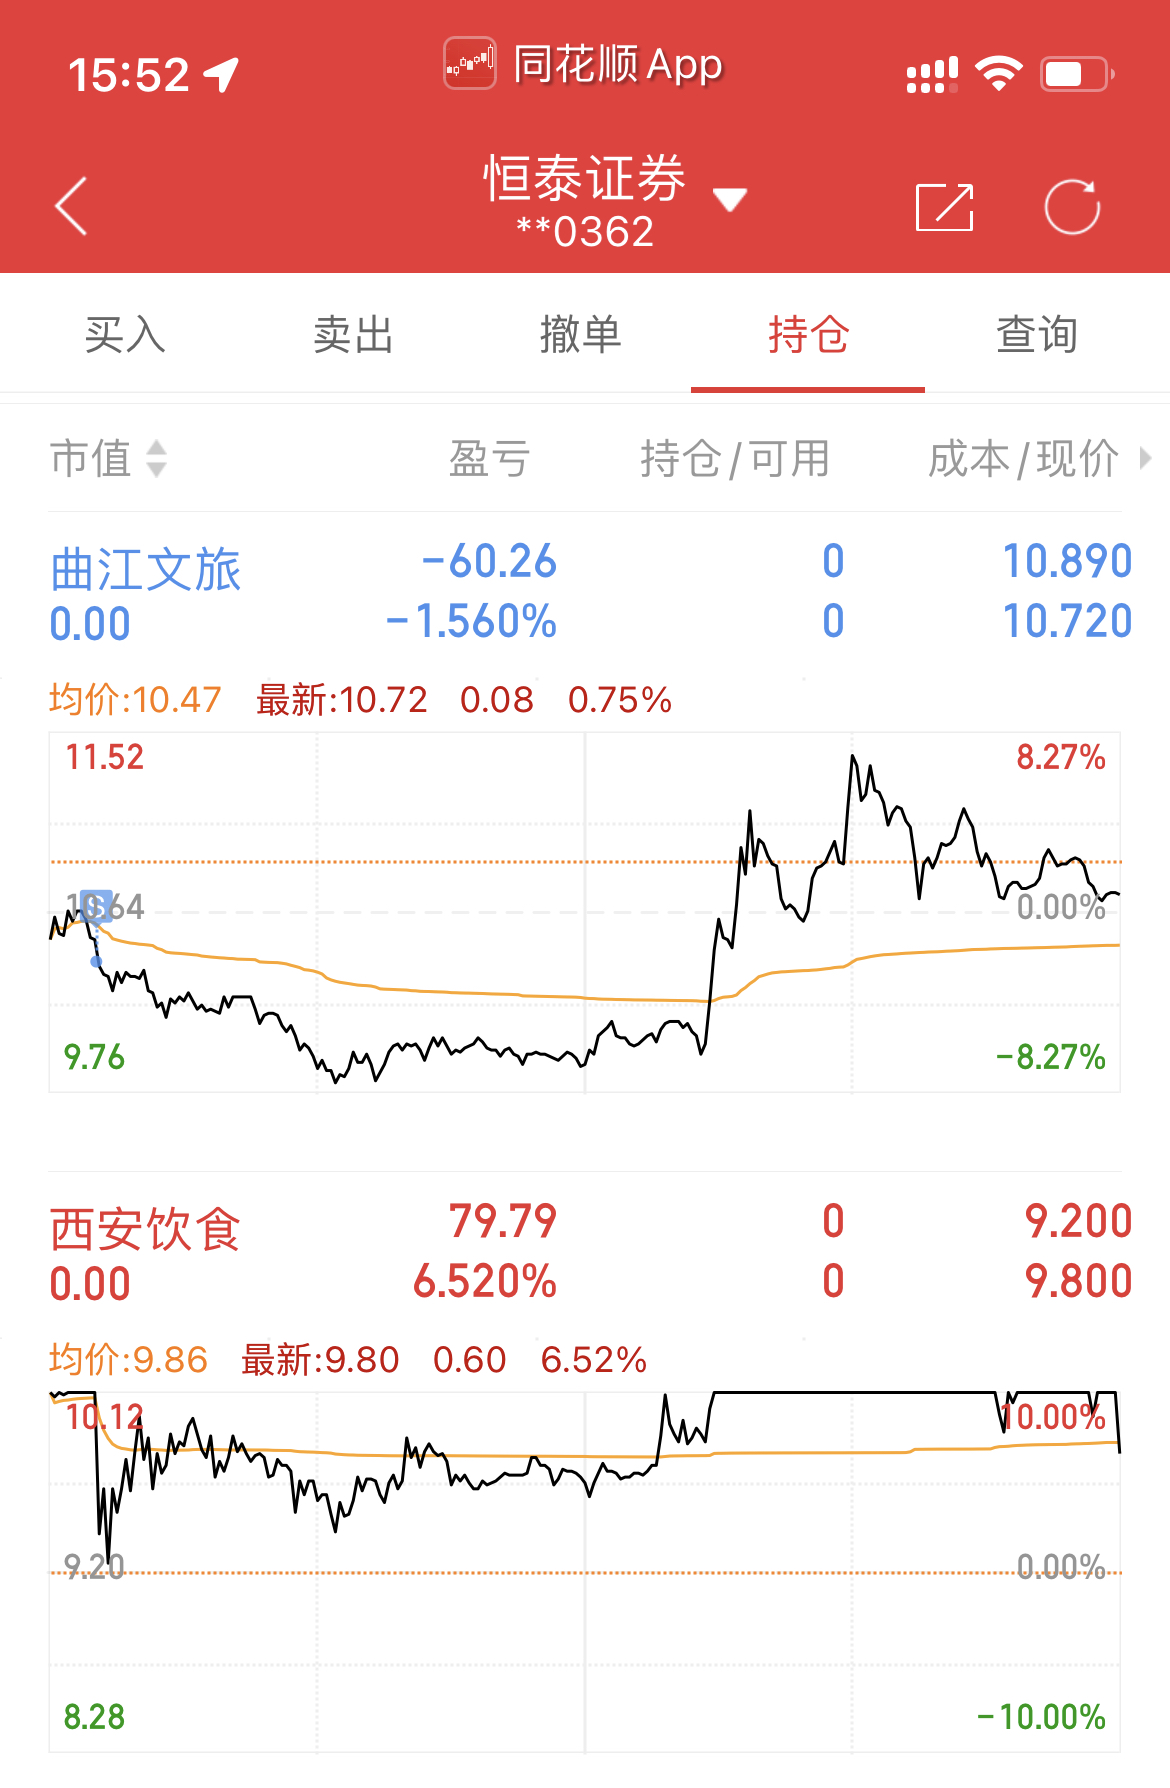 15:52
同花顺App
恒泰证券
**0362
买入 卖出 撤单 持仓 查询
市值 盈亏 持仓/可用 成本/现价
曲江文旅 -60.26 0 10.890
0.00 -1.560% 0 10.720
均价:10.47 最新:10.72 0.08 0.75%
11.52 8.27%
S
10.64 0.00%
9.76 -8.27%
西安饮食 79.79 0 9.200
0.00 6.520% 0 9.800
均价:9.86 最新:9.80 0.60 6.52%
10.12 10.00%
9.20 0.00%
8.28 -10.00%